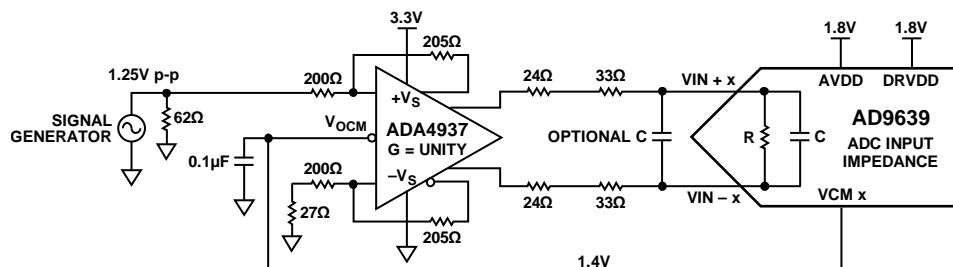 3.3V
205Ω
1.8V
1.8V
1.25V p-p
200Ω
24Ω
33Ω
VIN + x
AVDD
DRVDD
+VS
SIGNAL
GENERATOR
62Ω
VOCM
ADA4937
G = UNITY
OPTIONAL C
R
C
AD9639
ADC INPUT
IMPEDANCE
0.1µF
200Ω
–VS
27Ω
205Ω
24Ω
33Ω
VIN – x
VCM x
1.4V